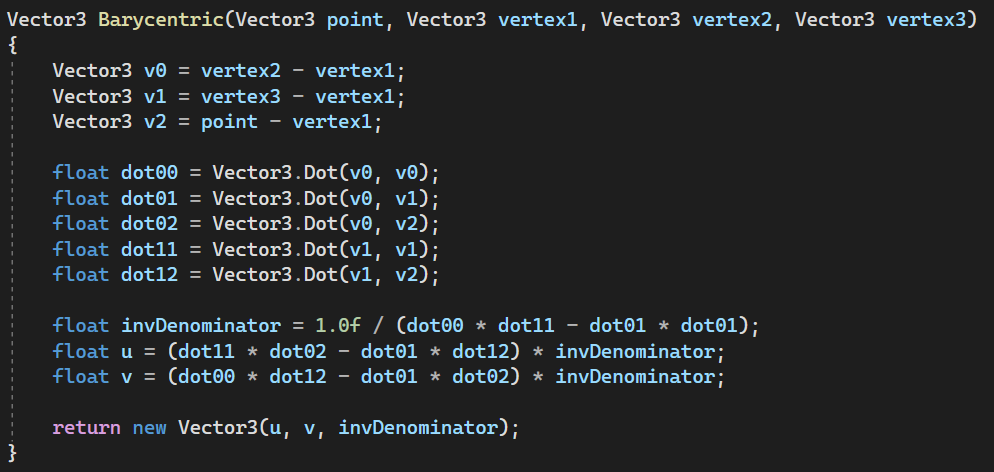 Vector3 Barycentric(Vector3 point, Vector3 vertex1, Vector3 vertex2, Vector3 vertex3)
{
    Vector3 v0 = vertex2 - vertex1;
    Vector3 v1 = vertex3 - vertex1;
    Vector3 v2 = point - vertex1;

    float dot00 = Vector3.Dot(v0, v0);
    float dot01 = Vector3.Dot(v0, v1);
    float dot02 = Vector3.Dot(v0, v2);
    float dot11 = Vector3.Dot(v1, v1);
    float dot12 = Vector3.Dot(v1, v2);

    float invDenominator = 1.0f / (dot00 * dot11 - dot01 * dot01);
    float u = (dot11 * dot02 - dot01 * dot12) * invDenominator;
    float v = (dot00 * dot12 - dot01 * dot02) * invDenominator;

    return new Vector3(u, v, invDenominator);
}